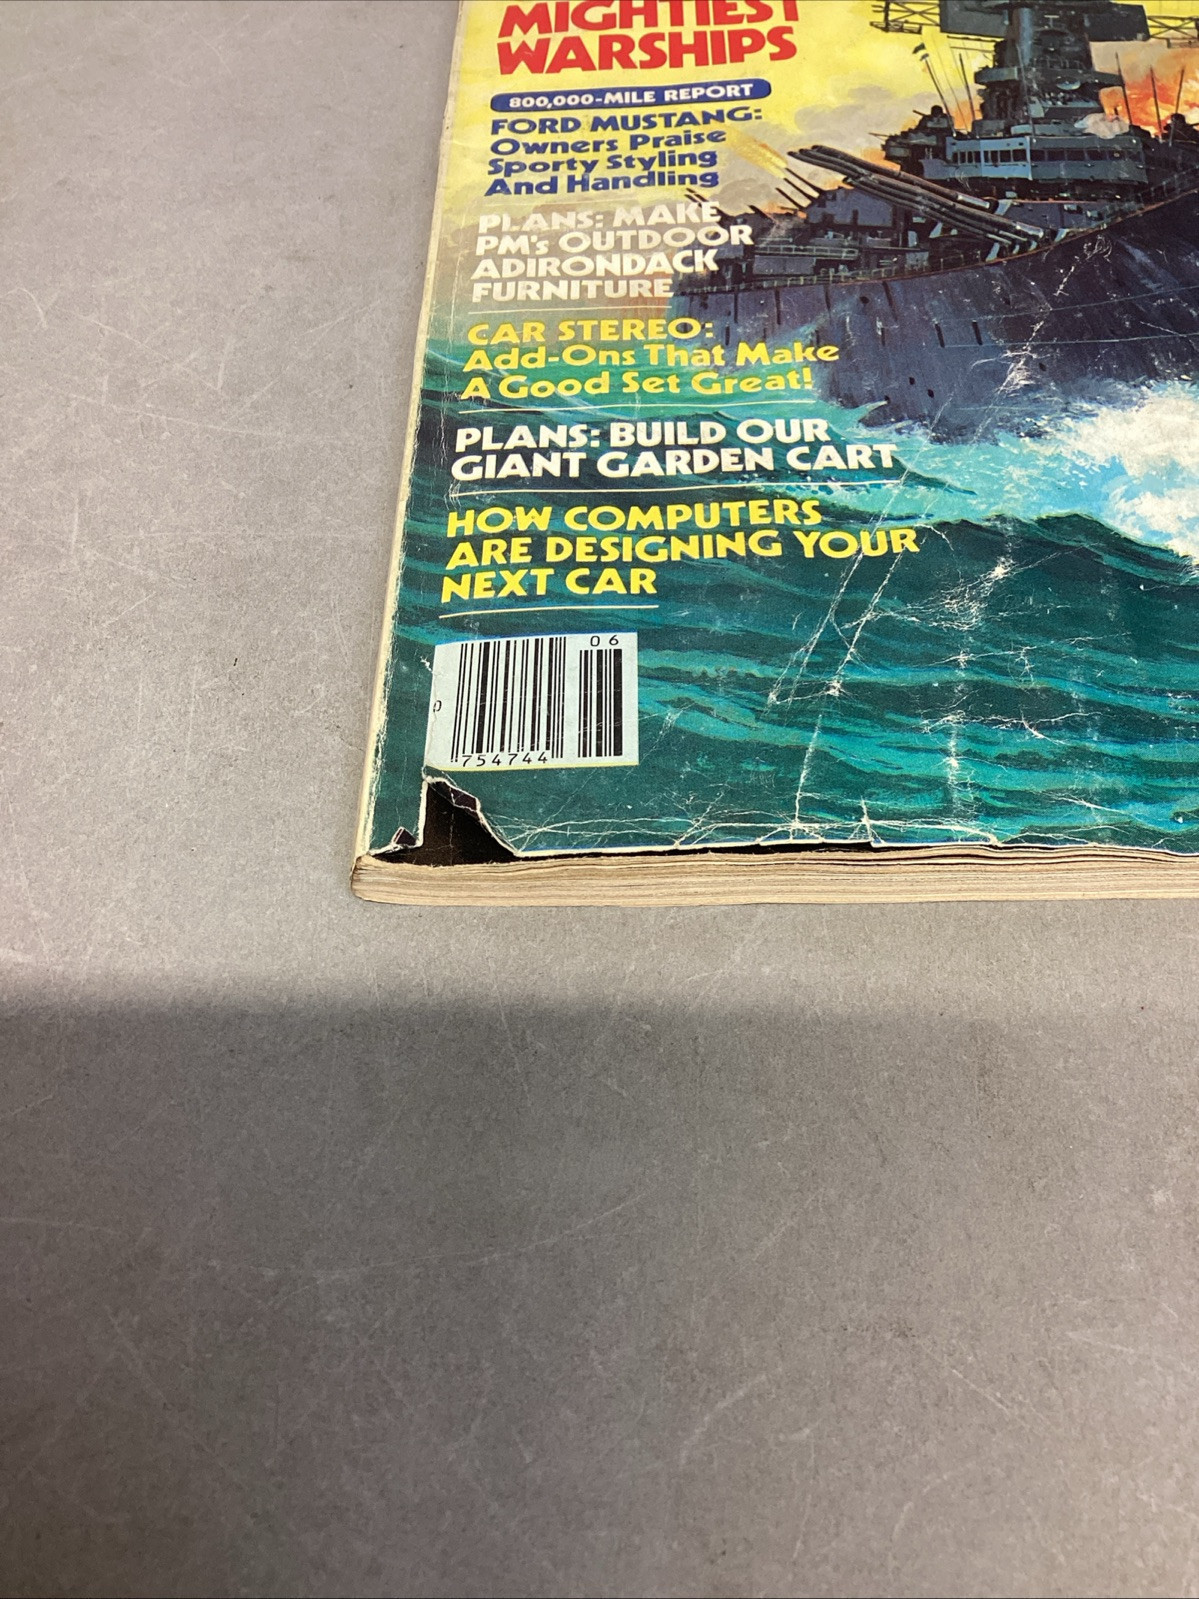 MIGHTIEST
WARSHIPS
800,000-MILE REPORT
FORD MUSTANG:
Owners Praise
Sporty Styling
And Handling
PLANS: MAKE
PM's OUTDOOR
ADIRONDACK
FURNITURE
CAR STEREO:
Add-Ons That Make
A Good Set Great!
PLANS: BUILD OUR
GIANT GARDEN CART
HOW COMPUTERS
ARE DESIGNING YOUR
NEXT CAR
06
0
754744